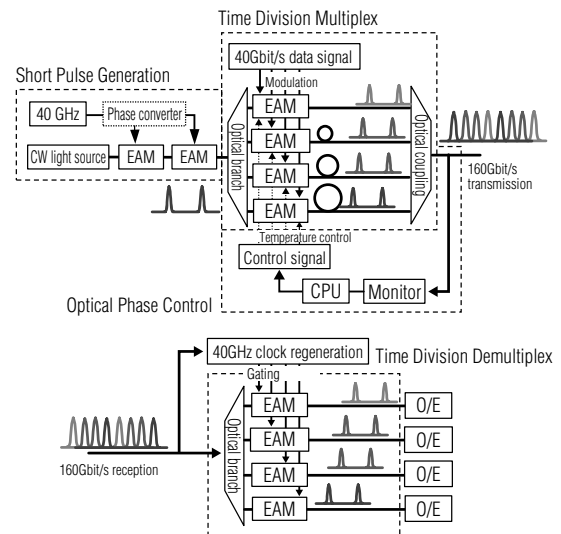 Time Division Multiplex
40Gbit/s data signal
Short Pulse Generation
Modulation
40 GHz
Phase converter
EAM
Optical branch
Optical coupling
EAM
CW light source
EAM
EAM
EAM
160Gbit/s
transmission
EAM
Temperature control
Control signal
CPU
Monitor
Optical Phase Control
40GHz clock regeneration
Time Division Demultiplex
Gating
EAM
O/E
Optical branch
EAM
O/E
160Gbit/s reception
EAM
O/E
EAM
O/E